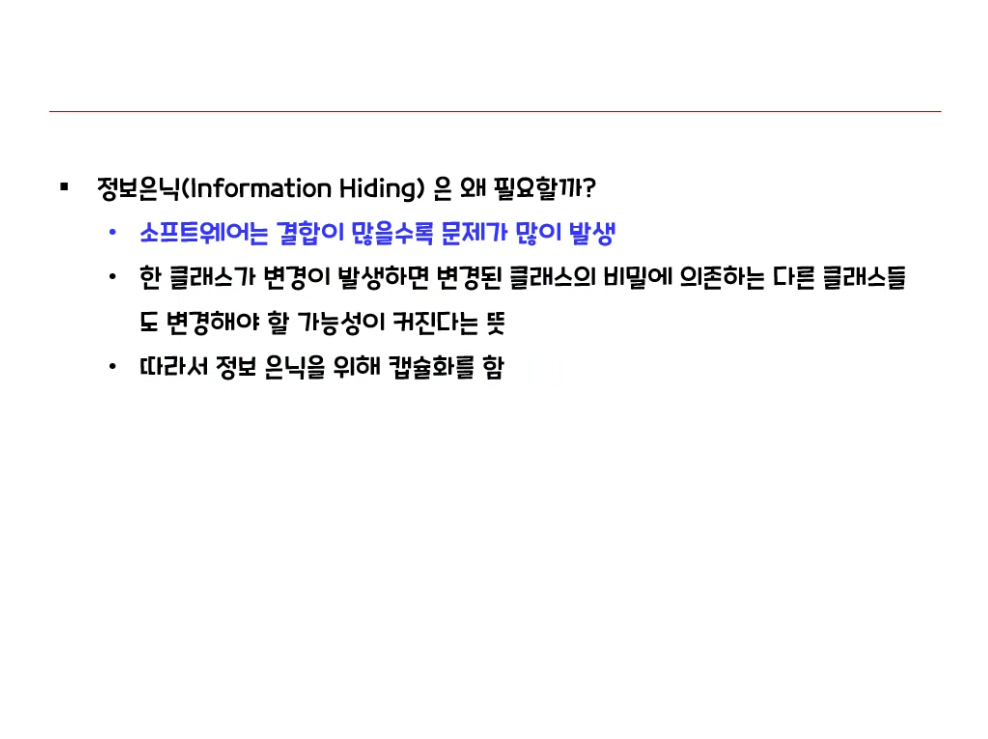 ▪ 정보은닉(Information Hiding) 은 왜 필요할까?
• 소프트웨어는 결합이 많을수록 문제가 많이 발생
• 한 클래스가 변경이 발생하면 변경된 클래스의 비밀에 의존하는 다른 클래스들
도 변경해야 할 가능성이 커진다는 뜻
• 따라서 정보 은닉을 위해 캡슐화를 함